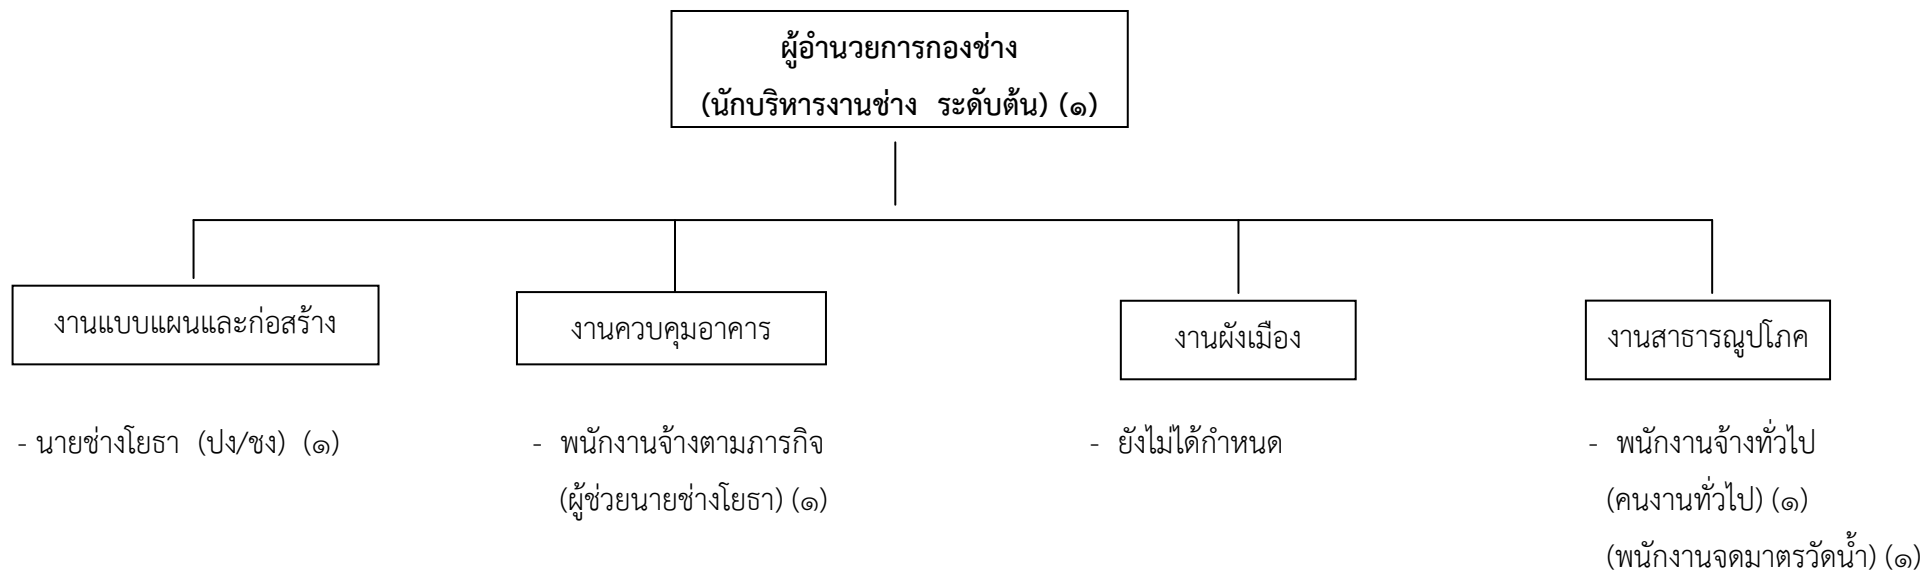 ผู้อำนวยการกองช่าง
(นักบริหารงานช่าง ระดับต้น) (๑)
งานแบบแผนและก่อสร้าง
งานควบคุมอาคาร
งานผังเมือง
งานสาธารณูปโภค
- นายช่างโยธา (ปง/ชง) (๑)
- พนักงานจ้างตามภารกิจ
(ผู้ช่วยนายช่างโยธา) (๑)
- ยังไม่ได้กำหนด
- พนักงานจ้างทั่วไป
(คนงานทั่วไป) (๑)
(พนักงานจดมาตรวัดน้ำ) (๑)